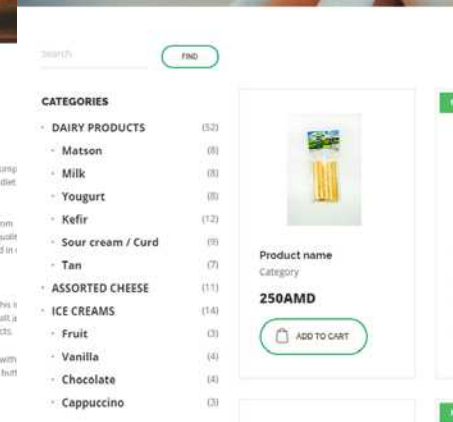 Search
FIND
CATEGORIES
DAIRY PRODUCTS (52)
Matson (8)
Milk (8)
Yougurt (8)
Kefir (12)
Sour cream / Curd (9)
Tan (7)
ASSORTED CHEESE (11)
ICE CREAMS (14)
Fruit (3)
Vanilla (4)
Chocolate (4)
Cappuccino (3)
Product name
Category
250AMD
ADD TO CART